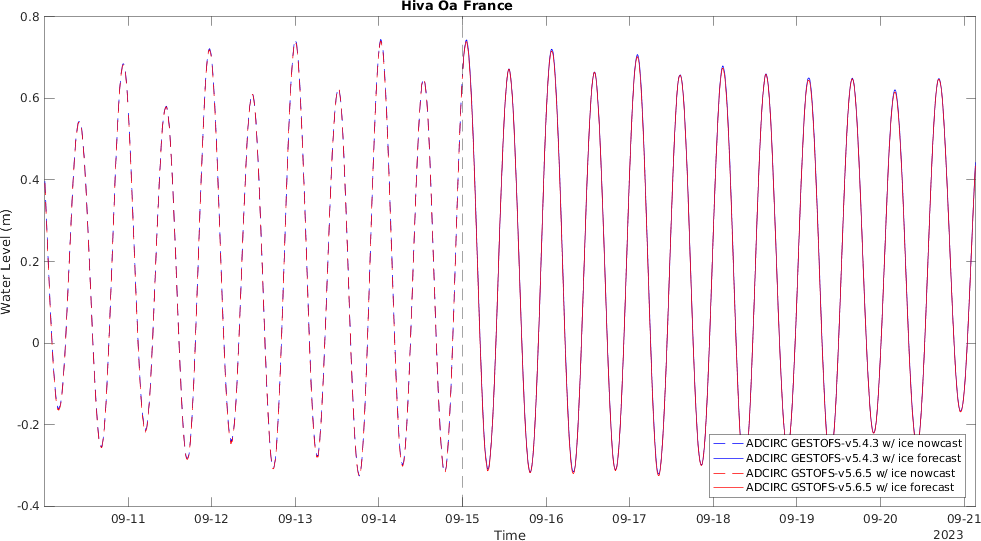 Hiva Oa France
Water Level (m)
0.8
0.6
0.4
0.2
0
-0.2
-0.4
ADCIRC GESTOFS-v5.4.3 w/ ice nowcast
ADCIRC GESTOFS-v5.4.3 w/ ice forecast
ADCIRC GSTOFS-v5.6.5 w/ ice nowcast
ADCIRC GSTOFS-v5.6.5 w/ ice forecast
09-11 09-12 09-13 09-14 09-15 09-16 09-17 09-18 09-19 09-20 09-21
Time
2023